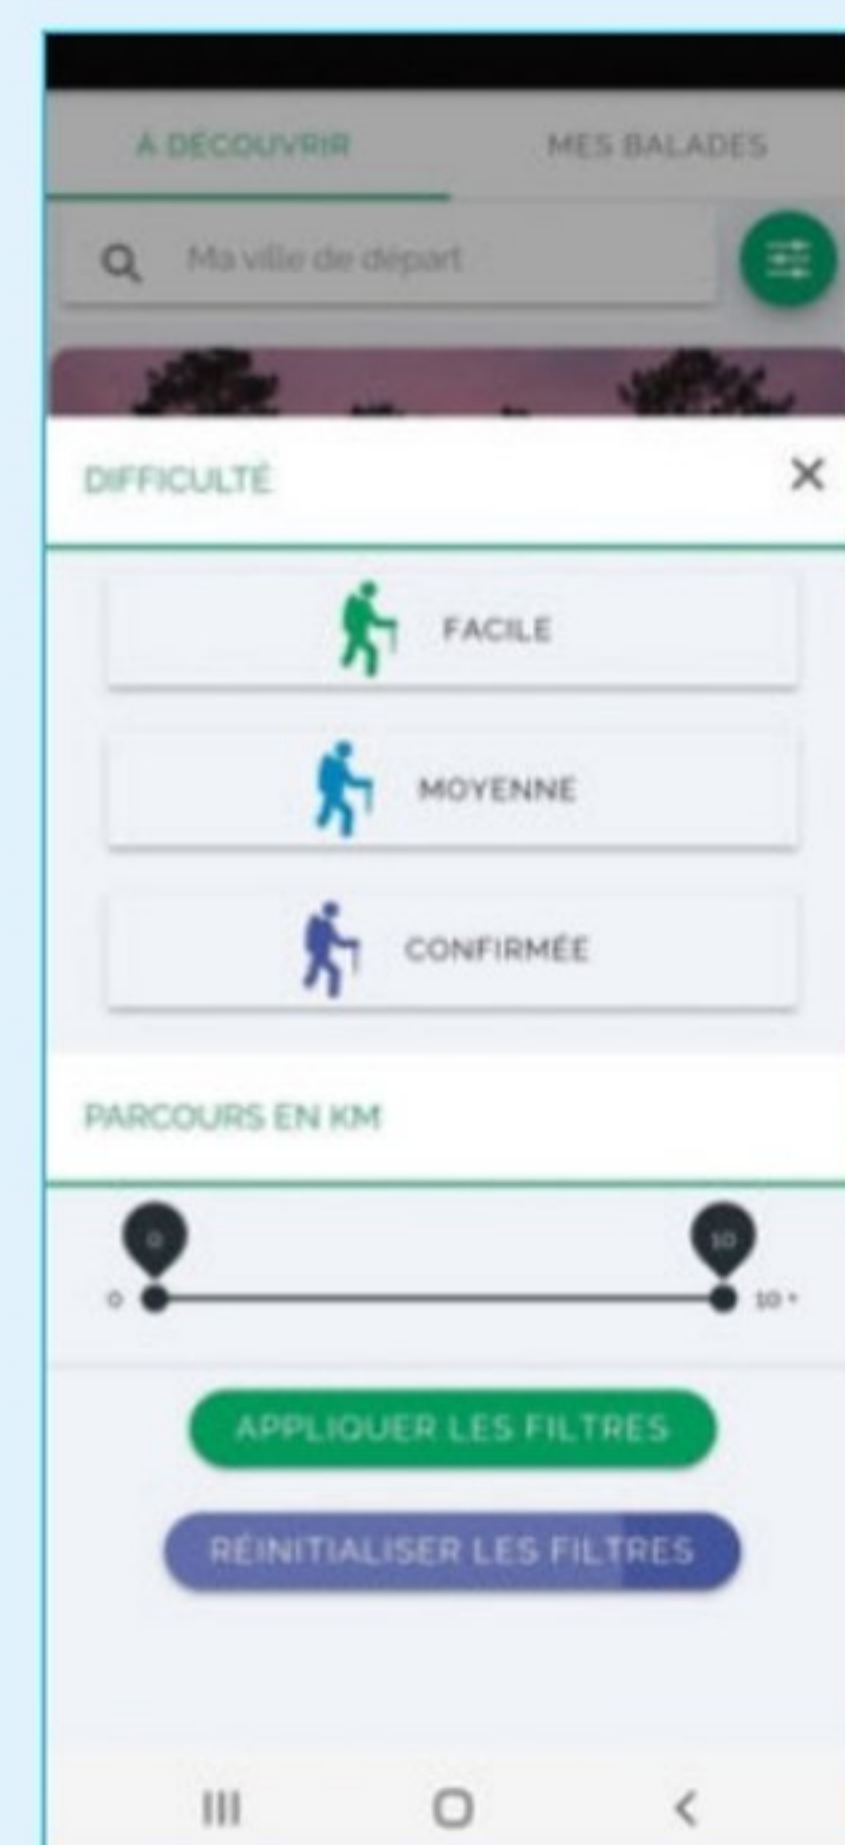 À DÉCOUVRIR
MES BALADES
Ma ville de départ
DIFFICULTÉ
FACILE
MOYENNE
CONFIRMÉE
PARCOURS EN KM
0
10
0
10 +
APPLIQUER LES FILTRES
RÉINITIALISER LES FILTRES